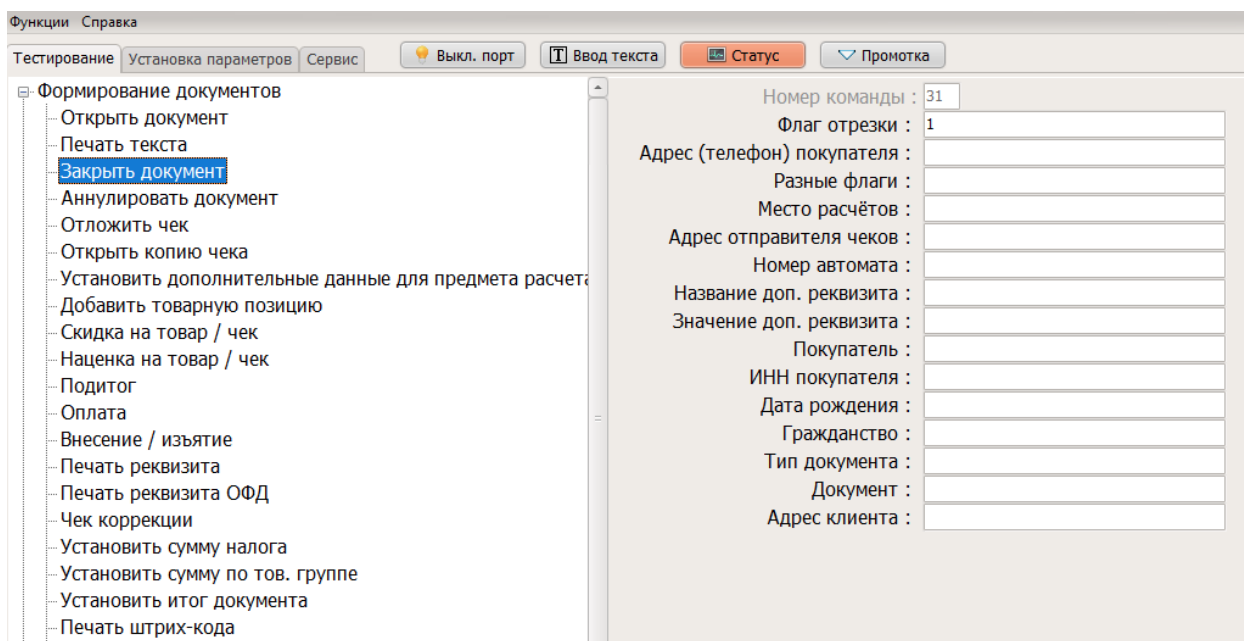 Функции Справка
Тестирование Установка параметров Сервис Выкл. порт T Ввод текста Статус Промотка
Формирование документов
Открыть документ
Печать текста
Закрыть документ
Аннулировать документ
Отложить чек
Открыть копию чека
Установить дополнительные данные для предмета расчета
Добавить товарную позицию
Скидка на товар / чек
Наценка на товар / чек
Подитог
Оплата
Внесение / изъятие
Печать реквизита
Печать реквизита ОФД
Чек коррекции
Установить сумму налога
Установить сумму по тов. группе
Установить итог документа
Печать штрих-кода
Номер команды : 31
Флаг отрезки : 1
Адрес (телефон) покупателя :
Разные флаги :
Место расчётов :
Адрес отправителя чеков :
Номер автомата :
Название доп. реквизита :
Значение доп. реквизита :
Покупатель :
ИНН покупателя :
Дата рождения :
Гражданство :
Тип документа :
Документ :
Адрес клиента :